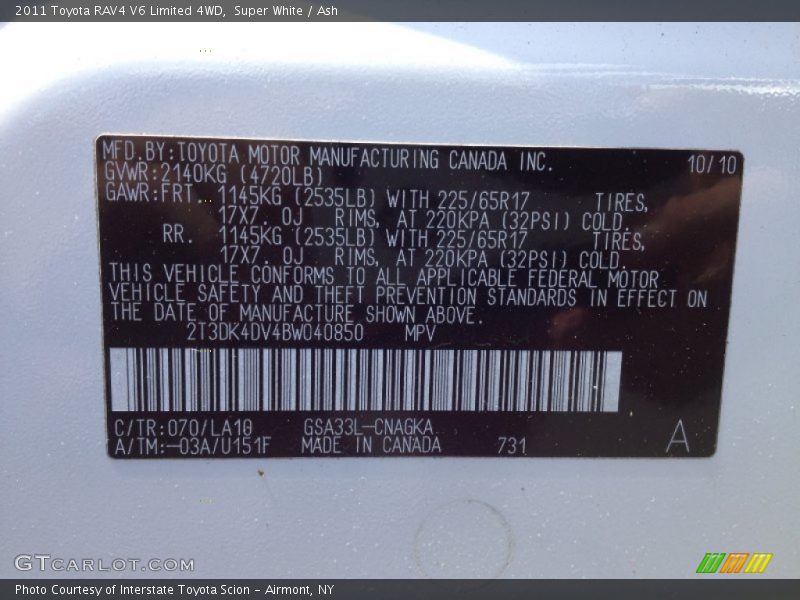 2011 Toyota RAV4 V6 Limited 4WD, Super White / Ash
MFD.BY:TOYOTA MOTOR MANUFACTURING CANADA INC. 10/10
GVWR:2140KG (4720LB)
GAWR:FRT. 1145KG (2535LB) WITH 225/65R17 TIRES,
17X7.0J RIMS, AT 220KPA (32PSI) COLD.
RR. 1145KG (2535LB) WITH 225/65R17 TIRES,
17X7.0J RIMS, AT 220KPA (32PSI) COLD.
THIS VEHICLE CONFORMS TO ALL APPLICABLE FEDERAL MOTOR
VEHICLE SAFETY AND THEFT PREVENTION STANDARDS IN EFFECT ON
THE DATE OF MANUFACTURE SHOWN ABOVE.
2T3DK4DV4BW040850 MPV
C/TR:070/LA10 GSA33L-CNAGKA
A/TM:-03A/U151F MADE IN CANADA 731 A
GTCARLOT.COM
Photo Courtesy of Interstate Toyota Scion - Airmont, NY